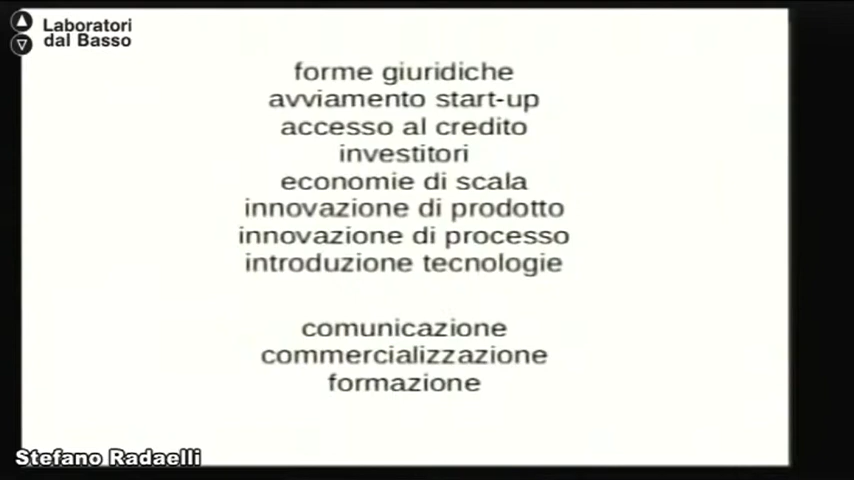 Laboratori
dal Basso
forme giuridiche
avviamento start-up
accesso al credito
investitori
economie di scala
innovazione di prodotto
innovazione di processo
introduzione tecnologie
comunicazione
commercializzazione
formazione
Stefano Radaelli